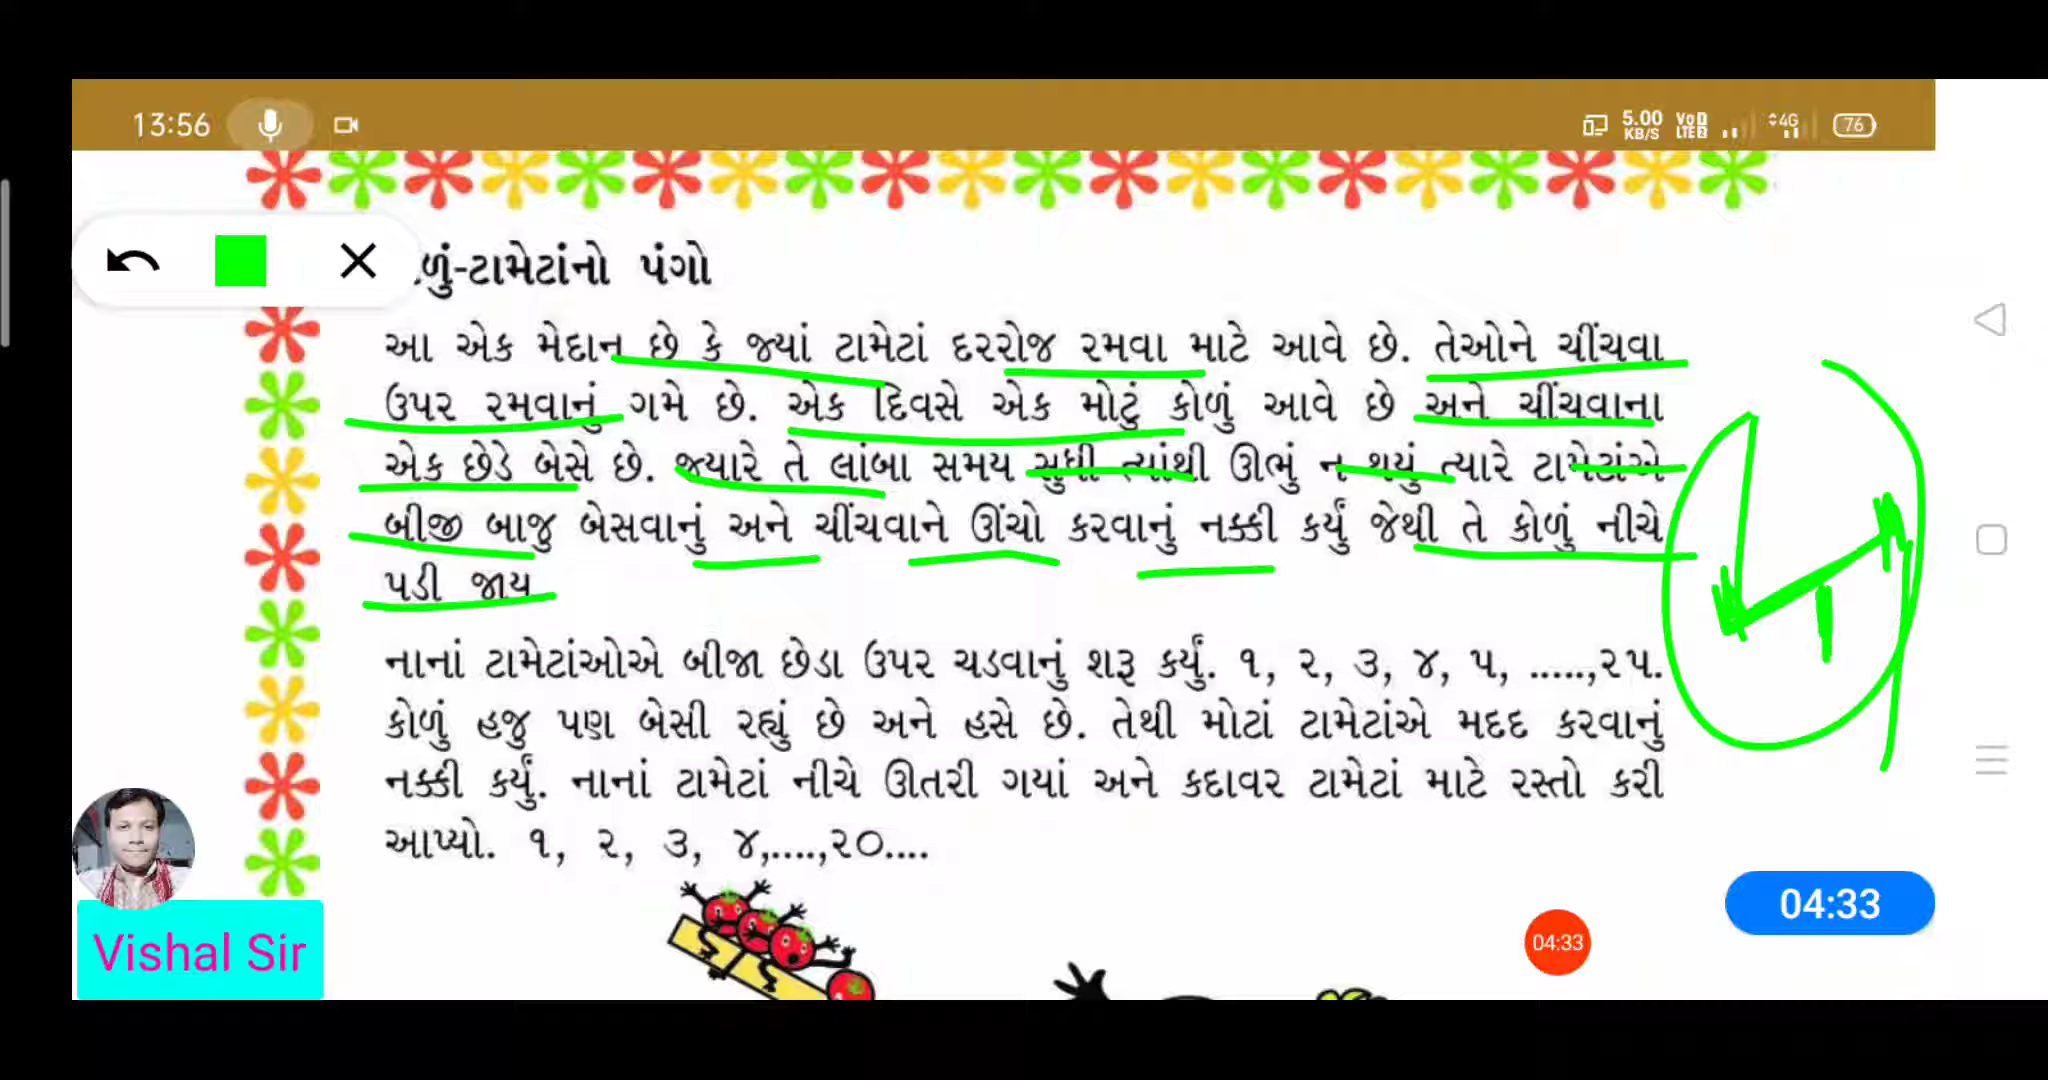 13:56
5.00 KB/S
4G
76
ળું-ટામેટાંનો પંગો
આ એક મેદાન છે કે જ્યાં ટામેટાં દરરોજ રમવા માટે આવે છે. તેઓને ચીંચવા
ઉપર રમવાનું ગમે છે. એક દિવસે એક મોટું કોળું આવે છે અને ચીંચવાના
એક છેડે બેસે છે. જ્યારે તે લાંબા સમય સુધી ત્યાંથી ઊભું ન થયું ત્યારે ટામેટાંએ
બીજી બાજુ બેસવાનું અને ચીંચવાને ઊંચો કરવાનું નક્કી કર્યું જેથી તે કોળું નીચે
પડી જાય
નાનાં ટામેટાંઓએ બીજા છેડા ઉપર ચડવાનું શરૂ કર્યું. ૧, ૨, ૩, ૪, ૫, .....,૨૫.
કોળું હજુ પણ બેસી રહ્યું છે અને હસે છે. તેથી મોટાં ટામેટાંએ મદદ કરવાનું
નક્કી કર્યું. નાનાં ટામેટાં નીચે ઊતરી ગયાં અને કદાવર ટામેટાં માટે રસ્તો કરી
આપ્યો. ૧, ૨, ૩, ૪,....,૨૦....
Vishal Sir
04:33
04:33